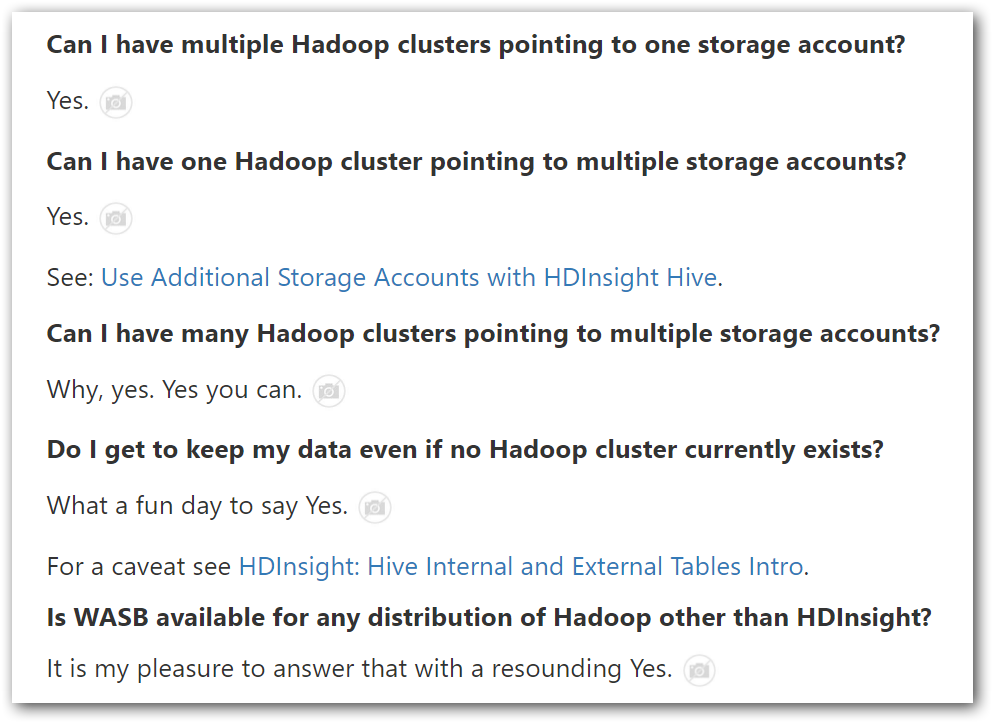 Can I have multiple Hadoop clusters pointing to one storage account?
Yes.
Can I have one Hadoop cluster pointing to multiple storage accounts?
Yes.
See: Use Additional Storage Accounts with HDInsight Hive.
Can I have many Hadoop clusters pointing to multiple storage accounts?
Why, yes. Yes you can.
Do I get to keep my data even if no Hadoop cluster currently exists?
What a fun day to say Yes.
For a caveat see HDInsight: Hive Internal and External Tables Intro.
Is WASB available for any distribution of Hadoop other than HDInsight?
It is my pleasure to answer that with a resounding Yes.